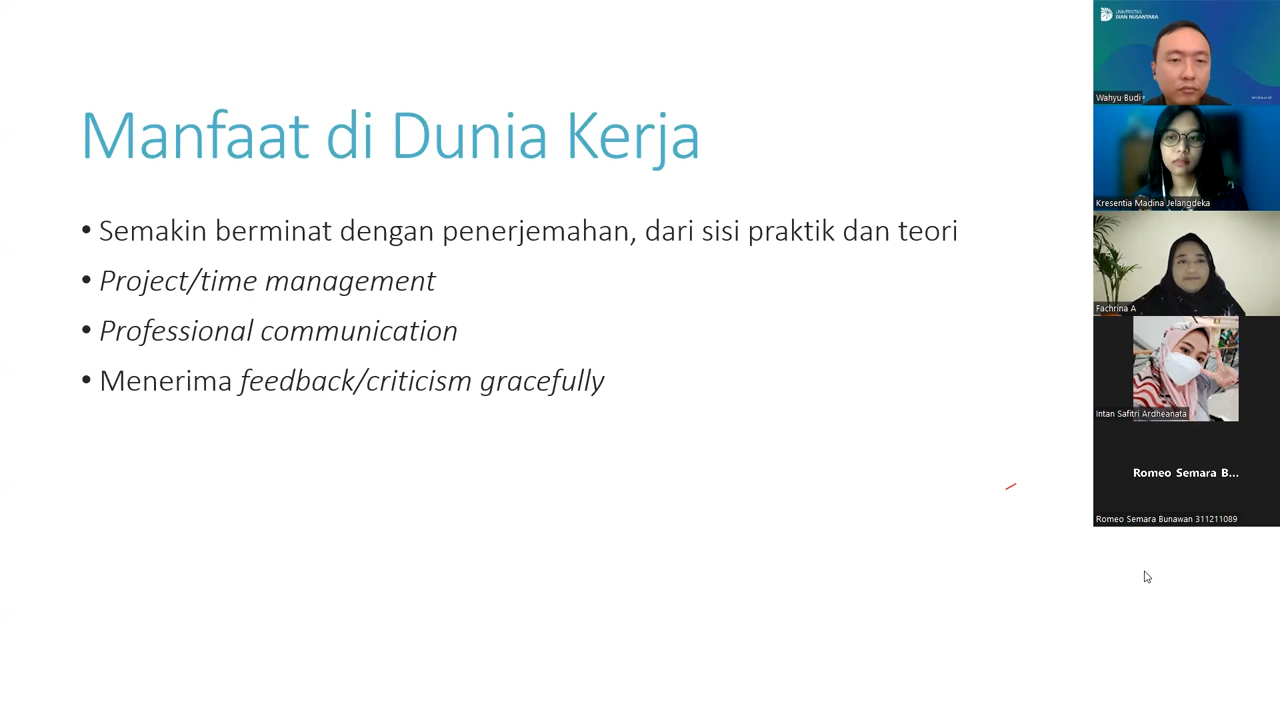 Manfaat di Dunia Kerja
• Semakin berminat dengan penerjemahan, dari sisi praktik dan teori
• Project/time management
• Professional communication
• Menerima feedback/criticism gracefully
UNIVERSITAS
DIAN NUSANTARA
Wahyu Budi
Kresentia Madina Jelangdeka
Fachrina A
Intan Safitri Ardheanata
Romeo Semara B...
Romeo Semara Bunawan 311211089